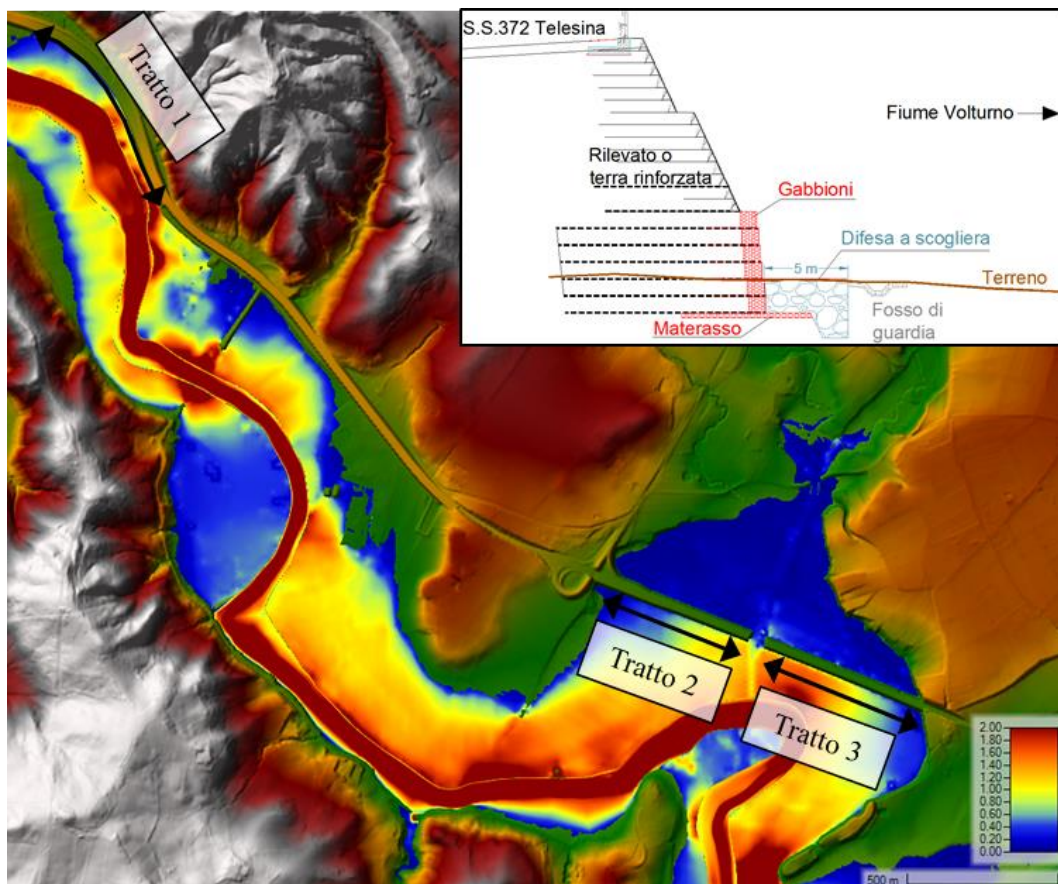 S.S.372 Telesina
Fiume Volturno
Rilevato o
terra rinforzata
Gabbioni
Difesa a scogliera
5 m
Terreno
Fosso di
guardia
Materasso
Tratto 1
Tratto 2
Tratto 3
2.00
1.80
1.60
1.40
1.20
1.00
0.80
0.60
0.40
0.20
0.00
500 m